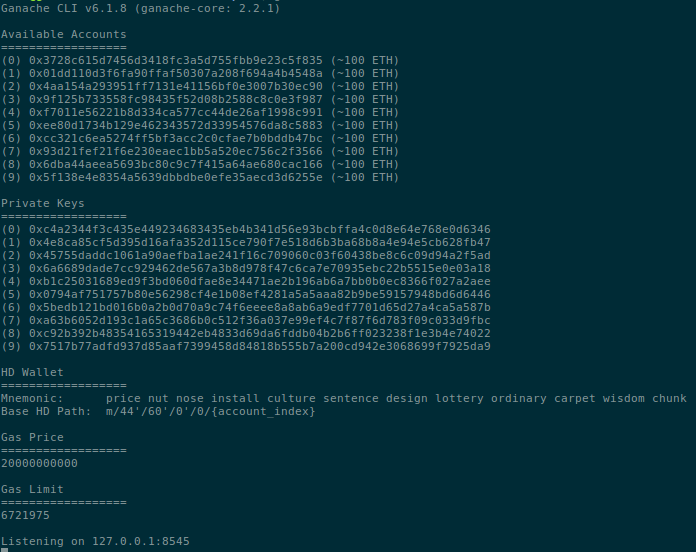 Ganache CLI v6.1.8 (ganache-core: 2.2.1)
Available Accounts
==================
(0) 0x3728c615d7456d3418fc3a5d755fbb9e23c5f835 (~100 ETH)
(1) 0x01dd110d3f6fa90ffaf50307a208f694a4b4548a (~100 ETH)
(2) 0x4aa154a293951ff7131e41156bf0e3007b30ec90 (~100 ETH)
(3) 0x9f125b733558fc98435f52d08b2588c8c0e3f987 (~100 ETH)
(4) 0xf7011e56221b8d334ca577cc44de26af1998c991 (~100 ETH)
(5) 0xee80d1734b129e462343572d33954576da8c5883 (~100 ETH)
(6) 0xcc321c6ea5274ff5bf3acc2c0cfae7b0bddb47bc (~100 ETH)
(7) 0x93d21fef21f6e230eaec1bb5a520ec756c2f3566 (~100 ETH)
(8) 0x6dba44aeea5693bc80c9c7f415a64ae680cac166 (~100 ETH)
(9) 0x5f138e4e8354a5639dbbdbe0efe35aecd3d6255e (~100 ETH)
Private Keys
==================
(0) 0xc4a2344f3c435e449234683435eb4b341d56e93bcbffa4c0d8e64e768e0d6346
(1) 0x4e8ca85cf5d395d16afa352d115ce790f7e518d6b3ba68b8a4e94e5cb628fb47
(2) 0x45755daddc1061a90aefba1ae241f16c709060c03f60438be8c6c09d94a2f5ad
(3) 0x6a6689dade7cc929462de567a3b8d978f47c6ca7e70935ebc22b5515e0e03a18
(4) 0xb1c25031689ed9f3bd060dfae8e34471ae2b196ab6a7bb0b0ec8366f027a2aee
(5) 0x0794af751757b80e56298cf4e1b08ef4281a5a5aaa82b9be59157948bd6d6446
(6) 0x5bedb121bd016b0a2b0d70a9c74f6eeee8a8ab6a9edf7701d65d27a4ca5a587b
(7) 0xa63b6052d193c1a65c3686b0c512f36a037e99ef4c7f87f6d783f09c033d9fbc
(8) 0xc92b392b48354165319442eb4833d69da6fddb04b2b6ff023238f1e3b4e74022
(9) 0x7517b77adfd937d85aaf7399458d84818b555b7a200cd942e3068699f7925da9
HD Wallet
==================
Mnemonic:      price nut nose install culture sentence design lottery ordinary carpet wisdom chunk
Base HD Path:  m/44'/60'/0'/0/{account_index}
Gas Price
==================
20000000000
Gas Limit
==================
6721975
Listening on 127.0.0.1:8545